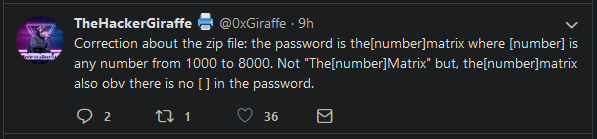 TheHackerGiraffe @0xGiraffe · 9h
Correction about the zip file: the password is the[number]matrix where [number] is
any number from 1000 to 8000. Not "The[number]Matrix" but, the[number]matrix
also obv there is no [ ] in the password.
2 1 36